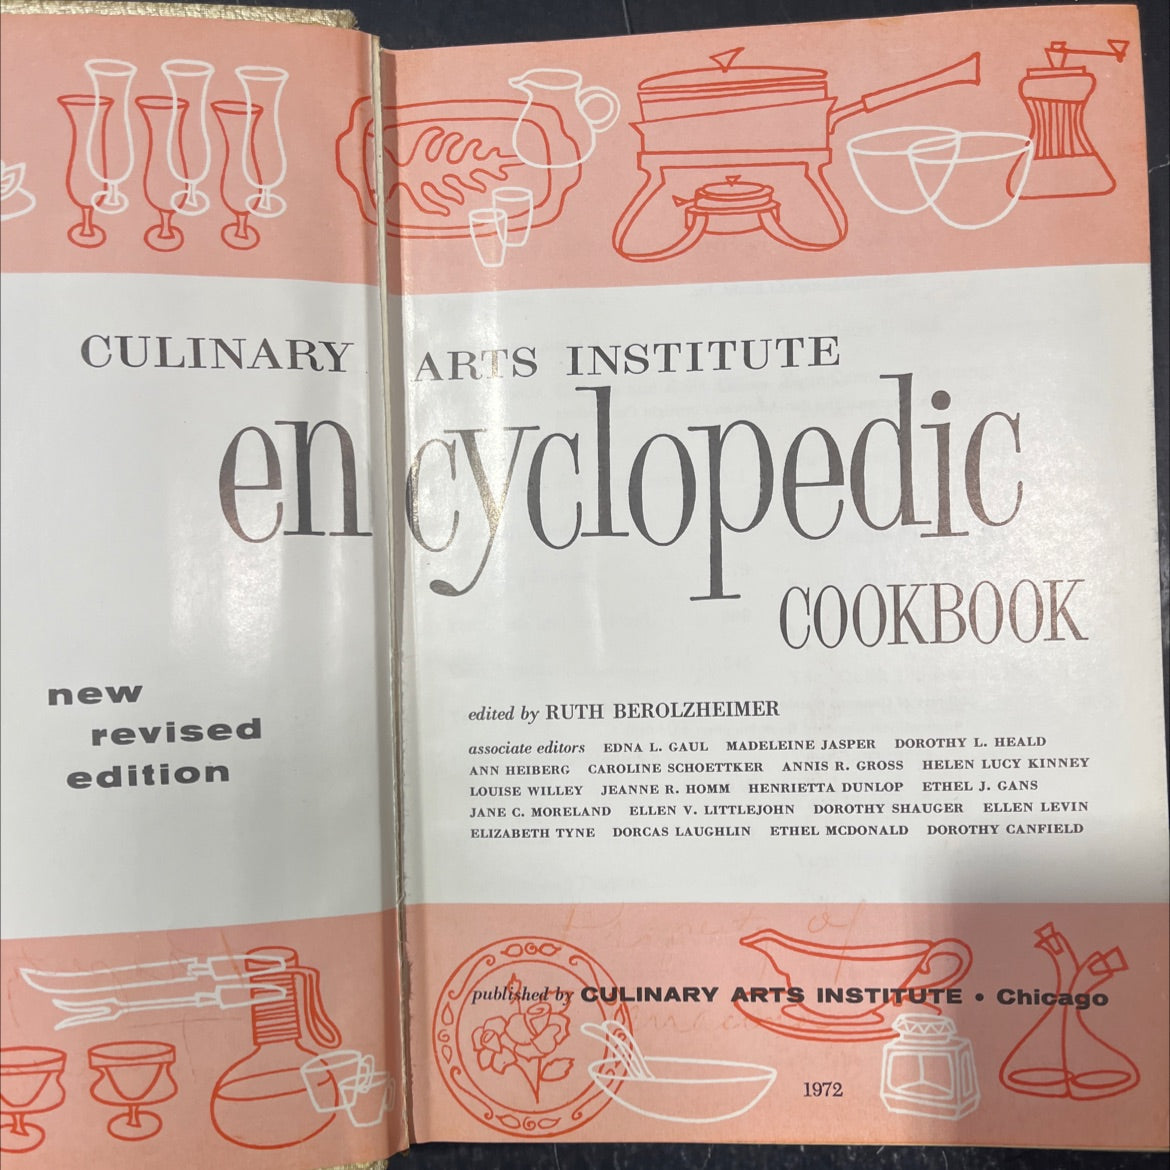 CULINARY ARTS INSTITUTE
encyclopedic
COOKBOOK
new
revised
edition
edited by RUTH BEROLZHEIMER
associate editors EDNA L. GAUL MADELEINE JASPER DOROTHY L. HEALD
ANN HEIBERG CAROLINE SCHOETTKER ANNIS R. GROSS HELEN LUCY KINNEY
LOUISE WILLEY JEANNE R. HOMM HENRIETTA DUNLOP ETHEL J. GANS
JANE C. MORELAND ELLEN V. LITTLEJOHN DOROTHY SHAUGER ELLEN LEVIN
ELIZABETH TYNE DORCAS LAUGHLIN ETHEL MCDONALD DOROTHY CANFIELD
published by CULINARY ARTS INSTITUTE • Chicago
1972